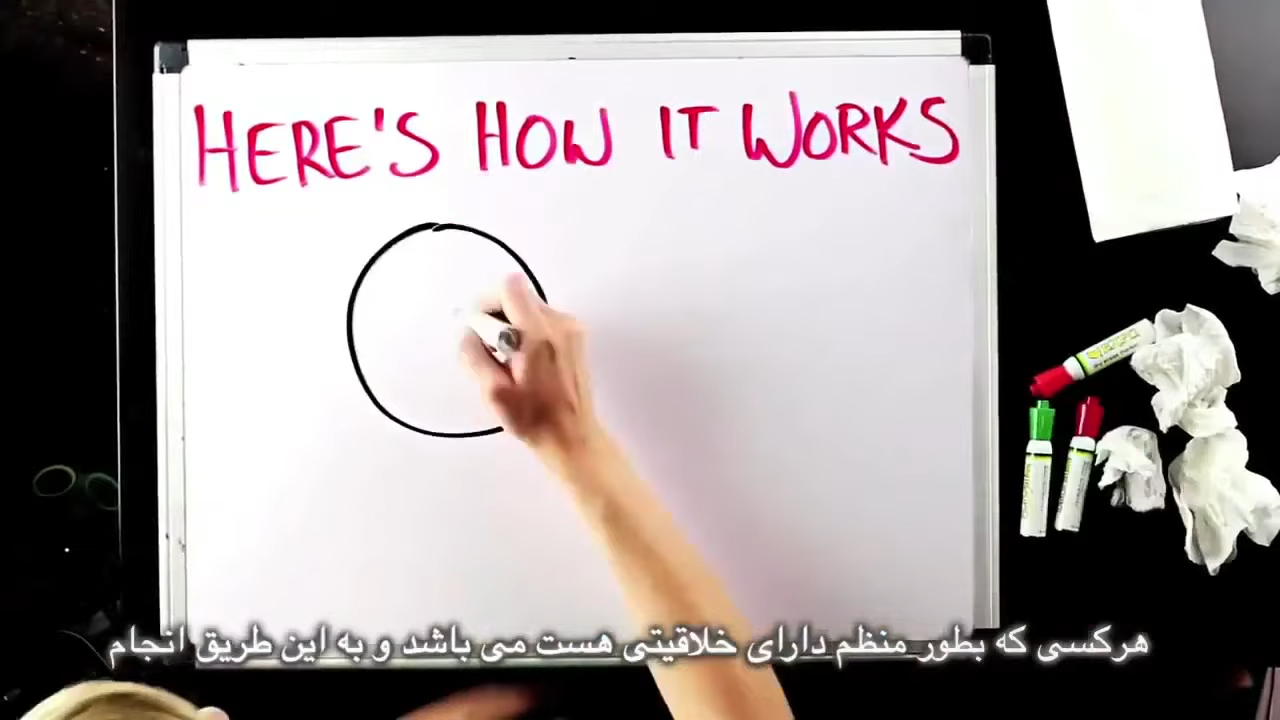 HERE'S HOW IT WORKS
هرکسی که بطور منظم دارای خلاقیتی هست می باشد و به این طریق انجام